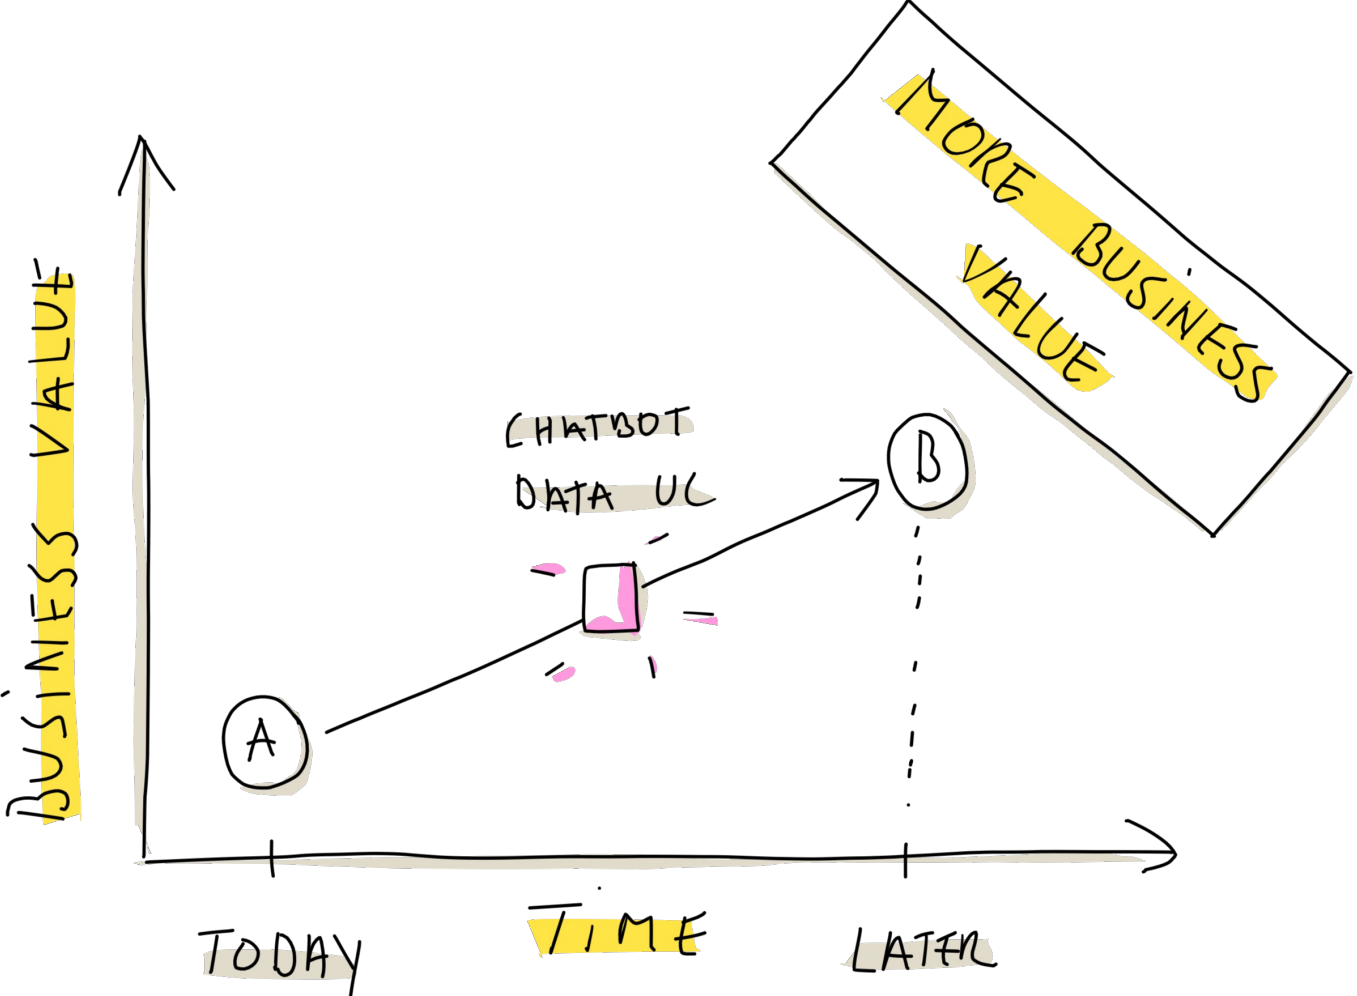 MORE BUSINESS
VALUE
BUSINESS VALUE
CHATBOT
DATA UC
B
A
TODAY
TIME
LATER